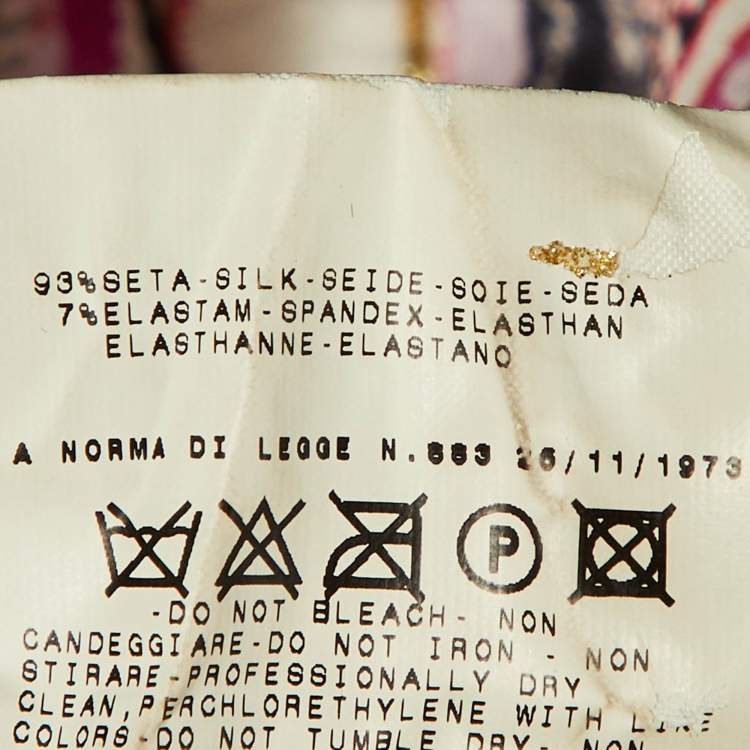 93%SETA-SILK-SEIDE-SOIE-SEDA
7%ELASTAM-SPANDEX-ELASTHAN
ELASTHANNE-ELASTANO
A NORMA DI LEGGE N.883 26/11/1973
P
-DO NOT BLEACH- NON
CANDEGGIARE-DO NOT IRON - NON
STIRARE-PROFESSIONALLY DRY
CLEAN,PERCHLORETHYLENE WITH LIKE
COLORS-DO NOT TUMBLE DRY- NON